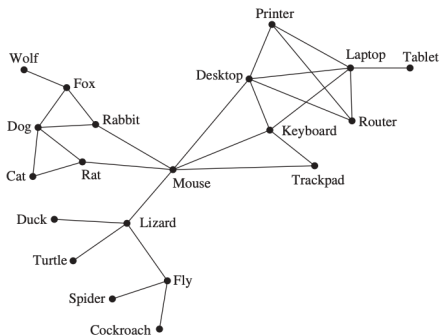 Printer
Wolf
Laptop
Tablet
Desktop
Fox
Rabbit
Router
Dog
Keyboard
Cat
Rat
Mouse
Trackpad
Duck
Lizard
Turtle
Fly
Spider
Cockroach